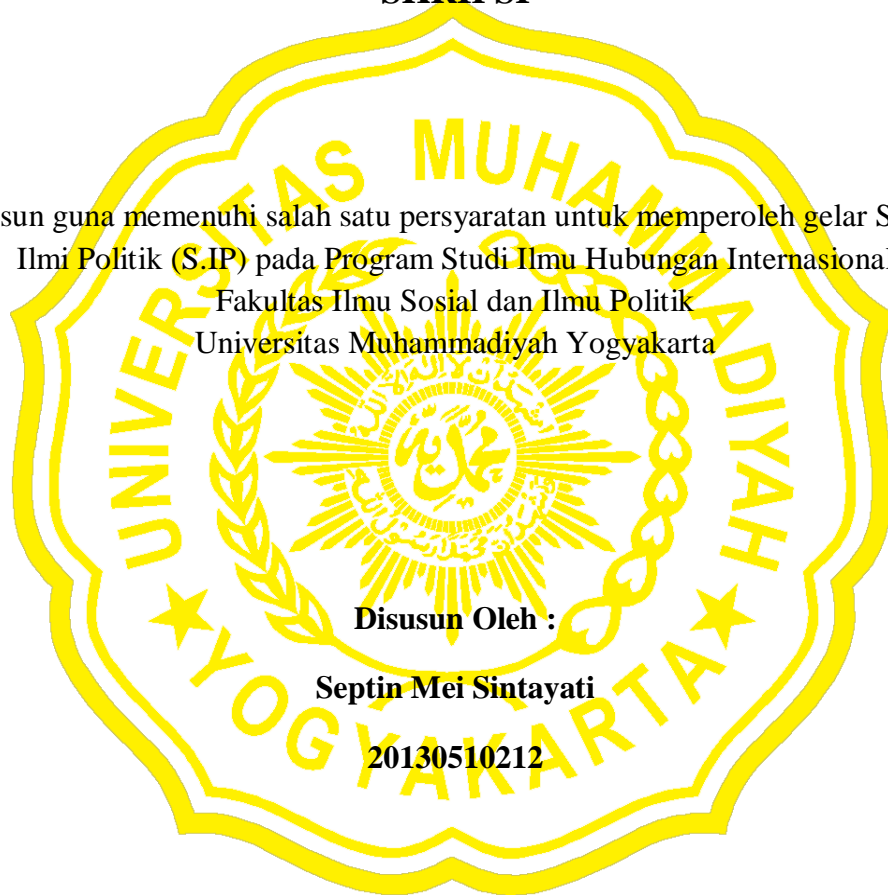 sun guna memenuhi salah satu persyaratan untuk memperoleh gelar S
Ilmi Politik (S.IP) pada Program Studi Ilmu Hubungan Internasional
Fakultas Ilmu Sosial dan Ilmu Politik
Universitas Muhammadiyah Yogyakarta
Disusun Oleh :
Septin Mei Sintayati
20130510212
UNIVERSITAS MUHAMMADIYAH
★YOGYAKARTA★